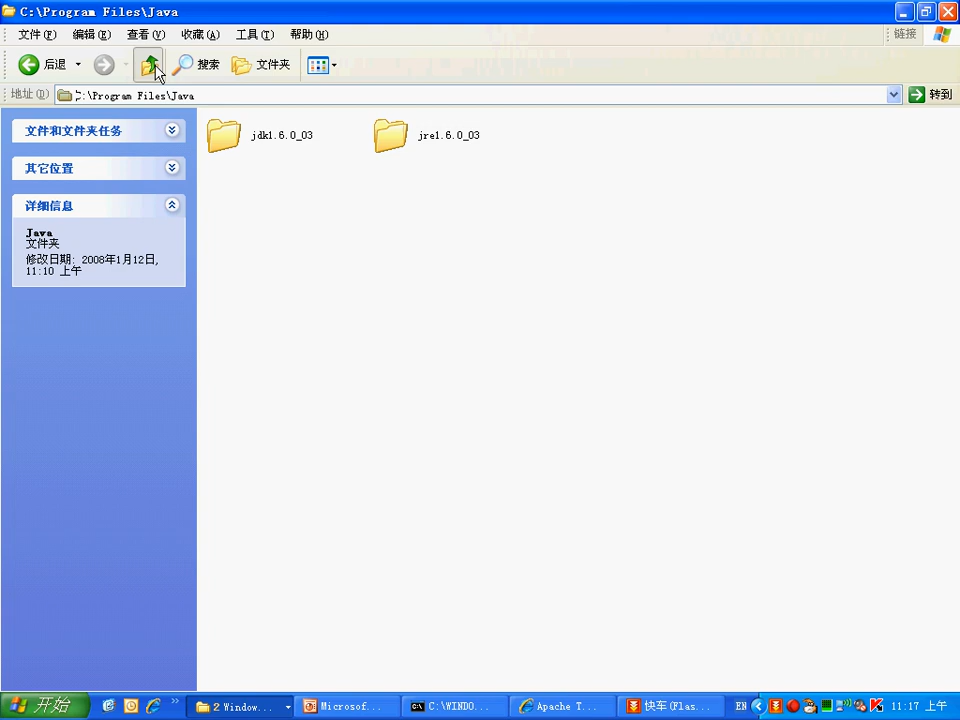 C:\Program Files\Java
文件(F) 编辑(E) 查看(V) 收藏(A) 工具(T) 帮助(H) 链接
后退 搜索 文件夹
地址(D) C:\Program Files\Java 转到
文件和文件夹任务
jdk1.6.0_03 jre1.6.0_03
其它位置
详细信息
Java
文件夹
修改日期: 2008年1月12日,
11:10 上午
开始 2 Window... Microsof... C:\WINDO... Apache T... 快车(Flas... EN 11:17 上午